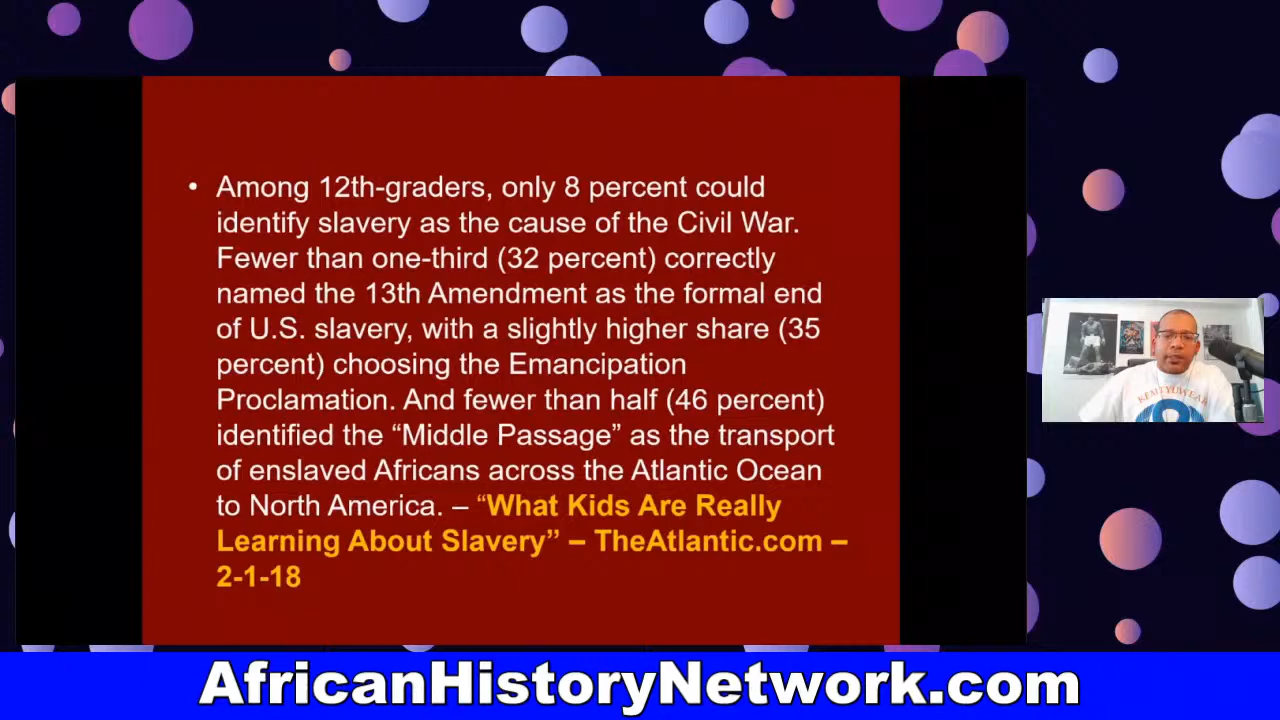 • Among 12th-graders, only 8 percent could
identify slavery as the cause of the Civil War.
Fewer than one-third (32 percent) correctly
named the 13th Amendment as the formal end
of U.S. slavery, with a slightly higher share (35
percent) choosing the Emancipation
Proclamation. And fewer than half (46 percent)
identified the “Middle Passage” as the transport
of enslaved Africans across the Atlantic Ocean
to North America. – “What Kids Are Really
Learning About Slavery” – TheAtlantic.com –
2-1-18
AfricanHistoryNetwork.com